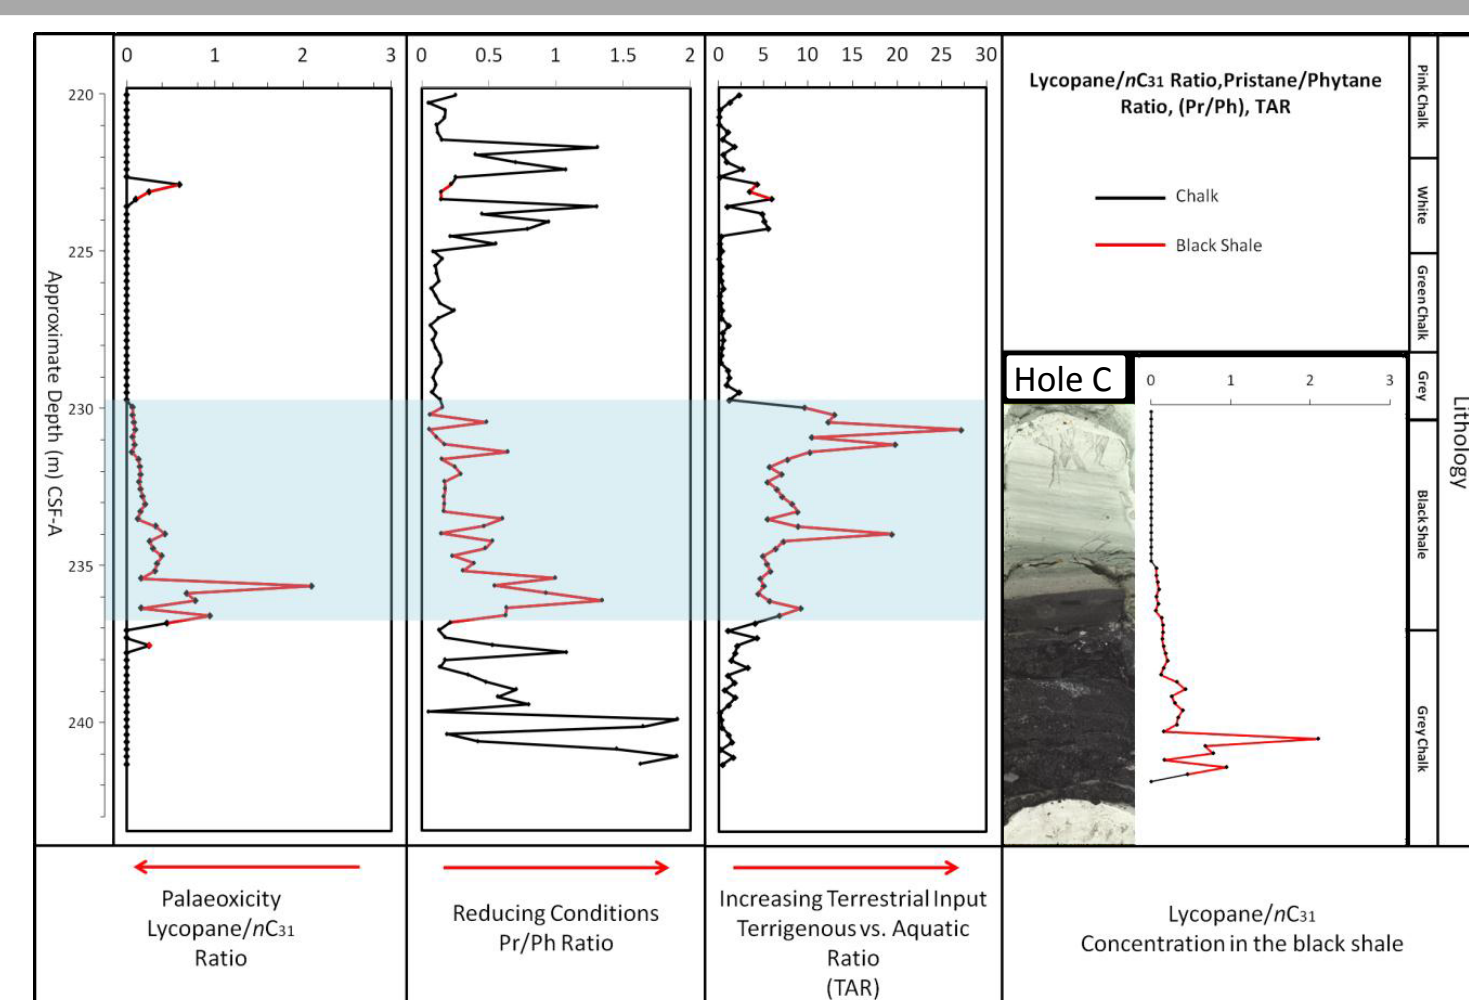 0 1 2 3
0 0.5 1 1.5 2
0 5 10 15 20 25 30
220
225
230
235
220
240
Approximate Depth (m) CSF-A
Lycopane/nC31 Ratio,Pristane/Phytane
Ratio, (Pr/Ph), TAR
Chalk
Black Shale
Hole C
0 1 2 3
Pink Chalk
White
Green Chalk
Grey
Black Shale
Grey Chalk
Lithology
Palaeoxicity
Lycopane/nC31
Ratio
Reducing Conditions
Pr/Ph Ratio
Increasing Terrestrial Input
Terrigenous vs. Aquatic
Ratio
(TAR)
Lycopane/nC31
Concentration in the black shale